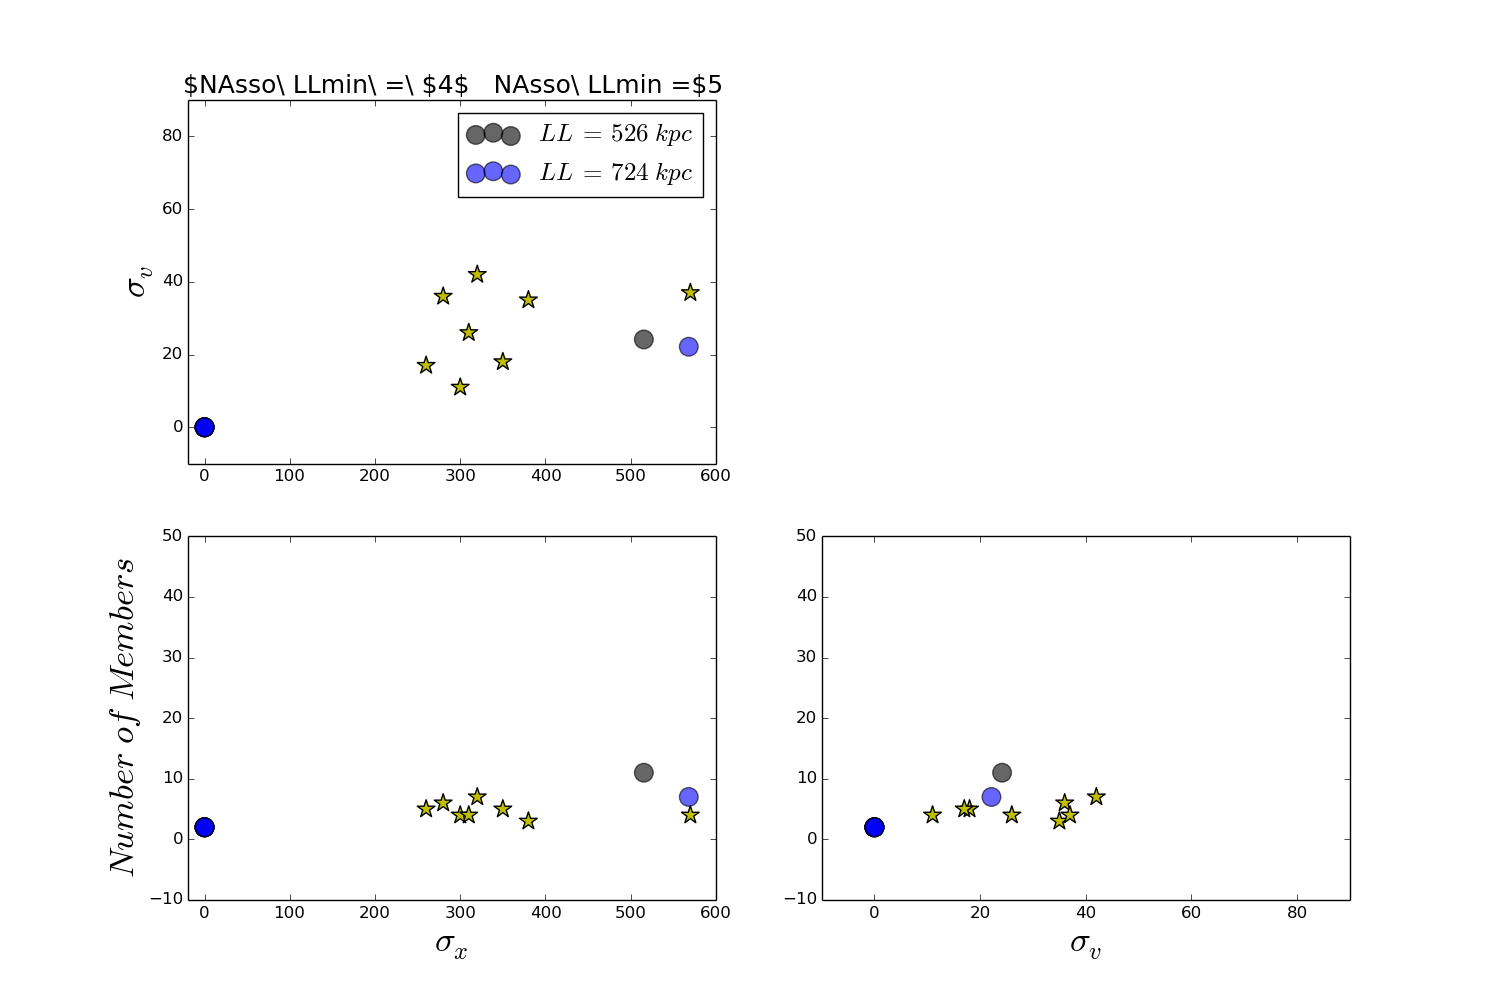 $NAsso\ LLmin\ =\ $4$   NAsso\ LLmin =$5
LL = 526 kpc
LL = 724 kpc
σ_v
80
60
40
20
0
0 100 200 300 400 500 600
Number of Members
50
40
30
20
10
0
−10
0 100 200 300 400 500 600
σ_x
50
40
30
20
10
0
−10
0 20 40 60 80
σ_v